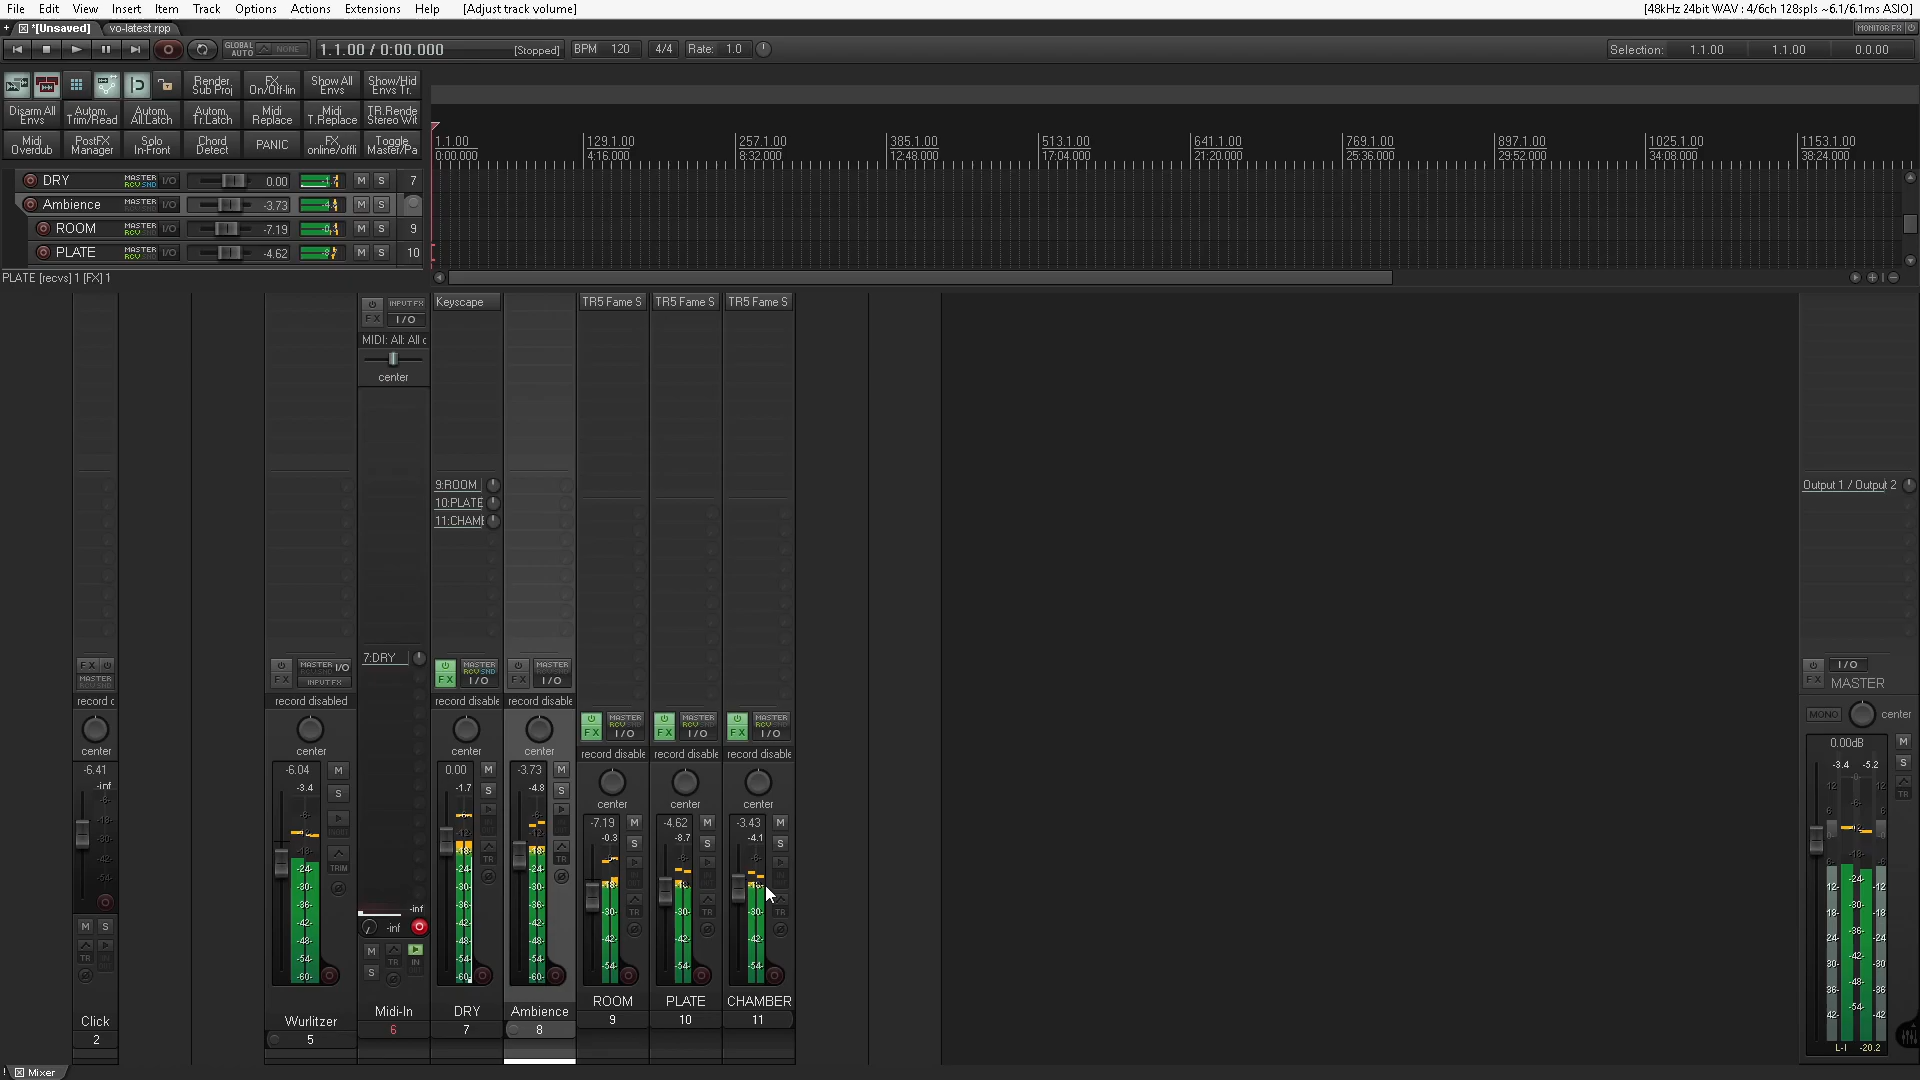 File Edit View Insert Item Track Options Actions Extensions Help [Adjust track volume] [48kHz 24bit WAV : 4/6ch 128spls ~6.1/6.1ms ASIO]
*[Unsaved] vo-latest.rpp MONITOR FX
GLOBAL AUTO NONE 1.1.00 / 0:00.000 [Stopped] BPM 120 4/4 Rate: 1.0 Selection: 1.1.00 1.1.00 0.0.00
Render Sub Proj FX On/Off-lin Show All Envs Show/Hid Envs Tr.
Disarm All Envs Autom. Trim/Read Autom. All.Latch Autom. Tr.Latch Midi Replace Midi T.Replace TR.Rende Stereo Wit
Midi Overdub PostFX Manager Solo In-Front Chord Detect PANIC FX online/offli Toggle Master/Pa
1.1.00 129.1.00 257.1.00 385.1.00 513.1.00 641.1.00 769.1.00 897.1.00 1025.1.00 1153.1.00
0:00.000 4:16.000 8:32.000 12:48.000 17:04.000 21:20.000 25:36.000 29:52.000 34:08.000 38:24.000
DRY MASTER RCV SND I/O 0.00 -1.7 M S 7
Ambience MASTER I/O -3.73 M S
ROOM MASTER RCV I/O -7.19 M S 9
PLATE MASTER RCV I/O -4.62 M S 10
PLATE [recvs] 1 [FX] 1
INPUT FX Keyscape TR5 Fame S TR5 Fame S TR5 Fame S
FX I/O
MIDI: All: All c
center
9:ROOM Output 1 / Output 2
10:PLATE
11:CHAME
7:DRY
FX MASTER I/O MASTER RCV SND MASTER I/O
MASTER FX INPUT FX FX I/O FX I/O FX MASTER
record d record disabled record disable record disable
MASTER RCV MASTER RCV MASTER RCV MONO center
FX I/O FX I/O FX I/O
center center center center record disable record disable record disable 0.00dB M
-6.41 -6.04 M 0.00 M -3.73 M -3.4 -5.2 S
-inf -3.4 S -1.7 S -4.8 S center center center TR
-7.19 M -4.62 M -3.43 M
-0.3 S -8.7 S -4.1 S
TRIM TR TR TR TR TR
-inf
-inf
M S M TR IN
TR S
ROOM PLATE CHAMBER
Midi-In DRY Ambience 9 10 11
Click Wurlitzer 6 7 8
2 5 L-I -20.2
! Mixer